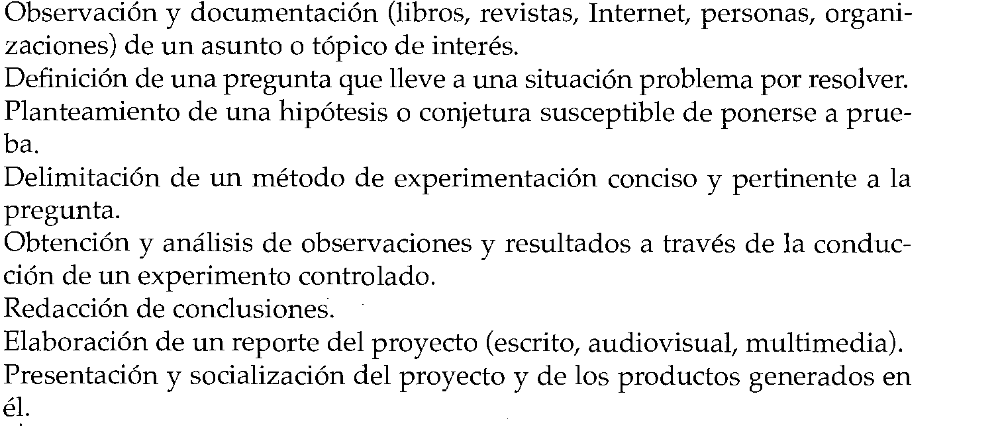 Observación y documentación (libros, revistas, Internet, personas, organi-
zaciones) de un asunto o tópico de interés.
Definición de una pregunta que lleve a una situación problema por resolver.
Planteamiento de una hipótesis o conjetura susceptible de ponerse a prue-
ba.
Delimitación de un método de experimentación conciso y pertinente a la
pregunta.
Obtención y análisis de observaciones y resultados a través de la conduc-
ción de un experimento controlado.
Redacción de conclusiones.
Elaboración de un reporte del proyecto (escrito, audiovisual, multimedia).
Presentación y socialización del proyecto y de los productos generados en
él.